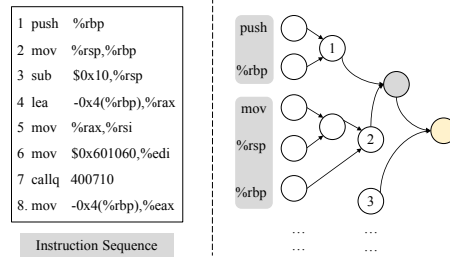 1 push %rbp
2 mov %rsp,%rbp
3 sub $0x10,%rsp
4 lea -0x4(%rbp),%rax
5 mov %rax,%rsi
6 mov $0x601060,%edi
7 callq 400710
8. mov -0x4(%rbp),%eax
Instruction Sequence
push
%rbp
1
mov
%rsp
%rbp
2
3
... ...
... ...